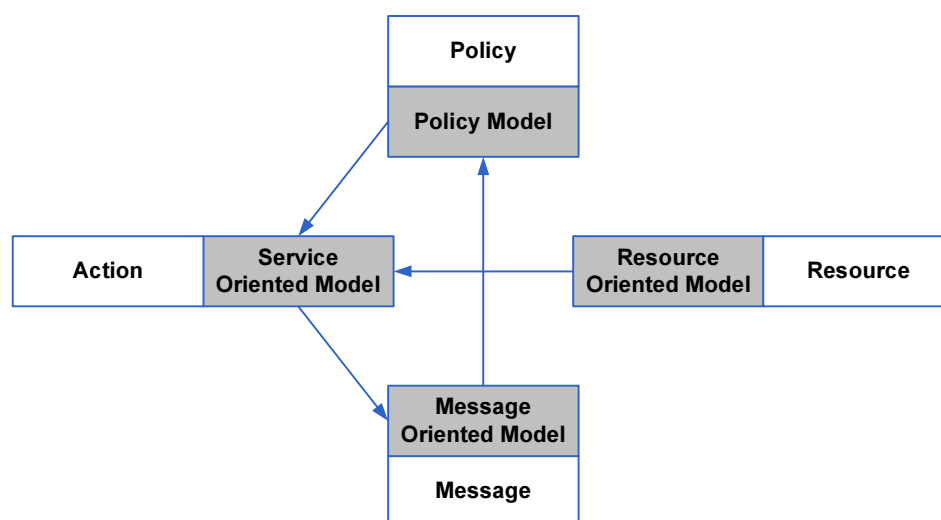 Policy
Policy Model
Action
Service
Oriented Model
Resource
Oriented Model
Resource
Message
Oriented Model
Message